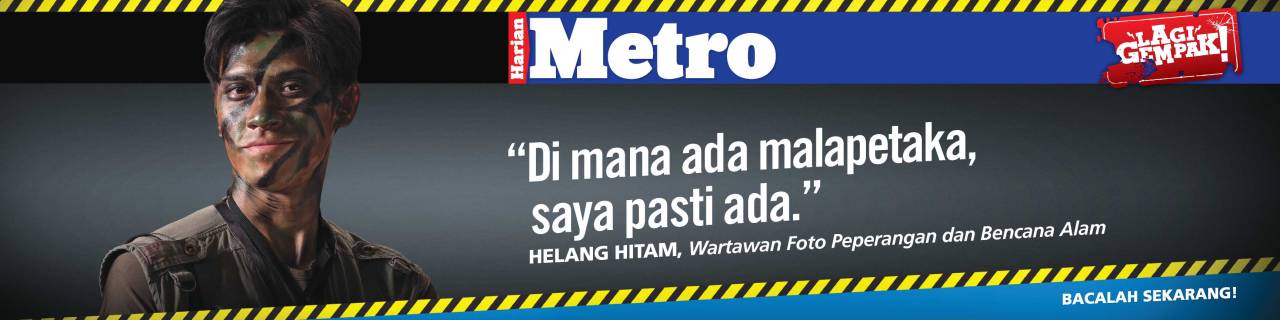 Harian
Metro
LAGI
GEMPAK!
“Di mana ada malapetaka,
saya pasti ada.”
HELANG HITAM, Wartawan Foto Peperangan dan Bencana Alam
BACALAH SEKARANG!